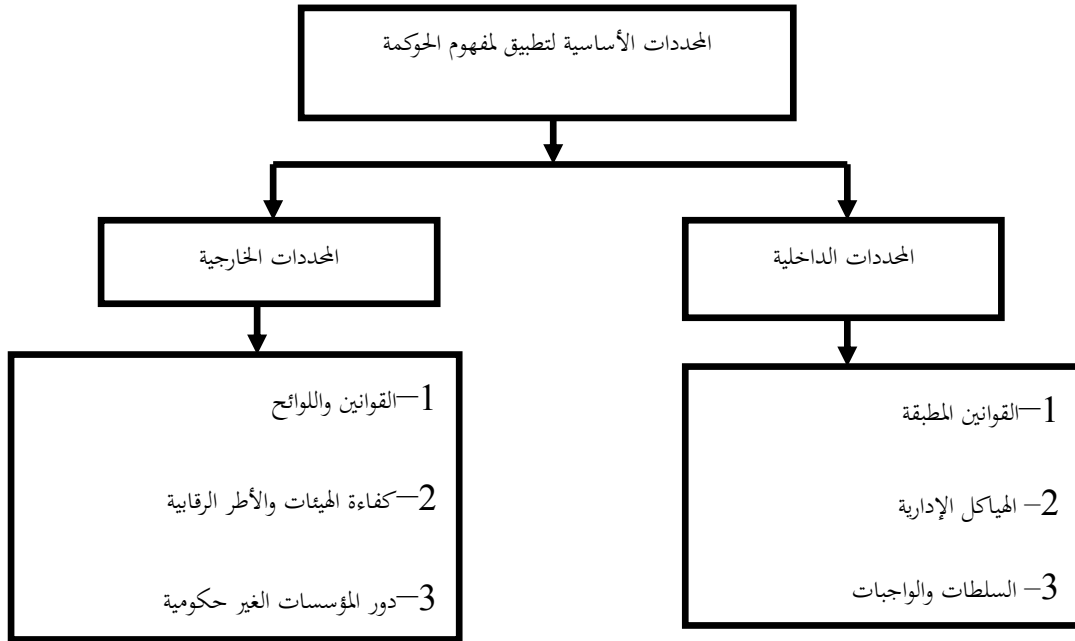 المحددات الأساسية لتطبيق لمفهوم الحوكمة
المحددات الداخلية
المحددات الخارجية
1–القوانين المطبقة
2– الهياكل الإدارية
3– السلطات والواجبات
1–القوانين واللوائح
2–كفاءة الهيئات والأطر الرقابية
3–دور المؤسسات الغير حكومية